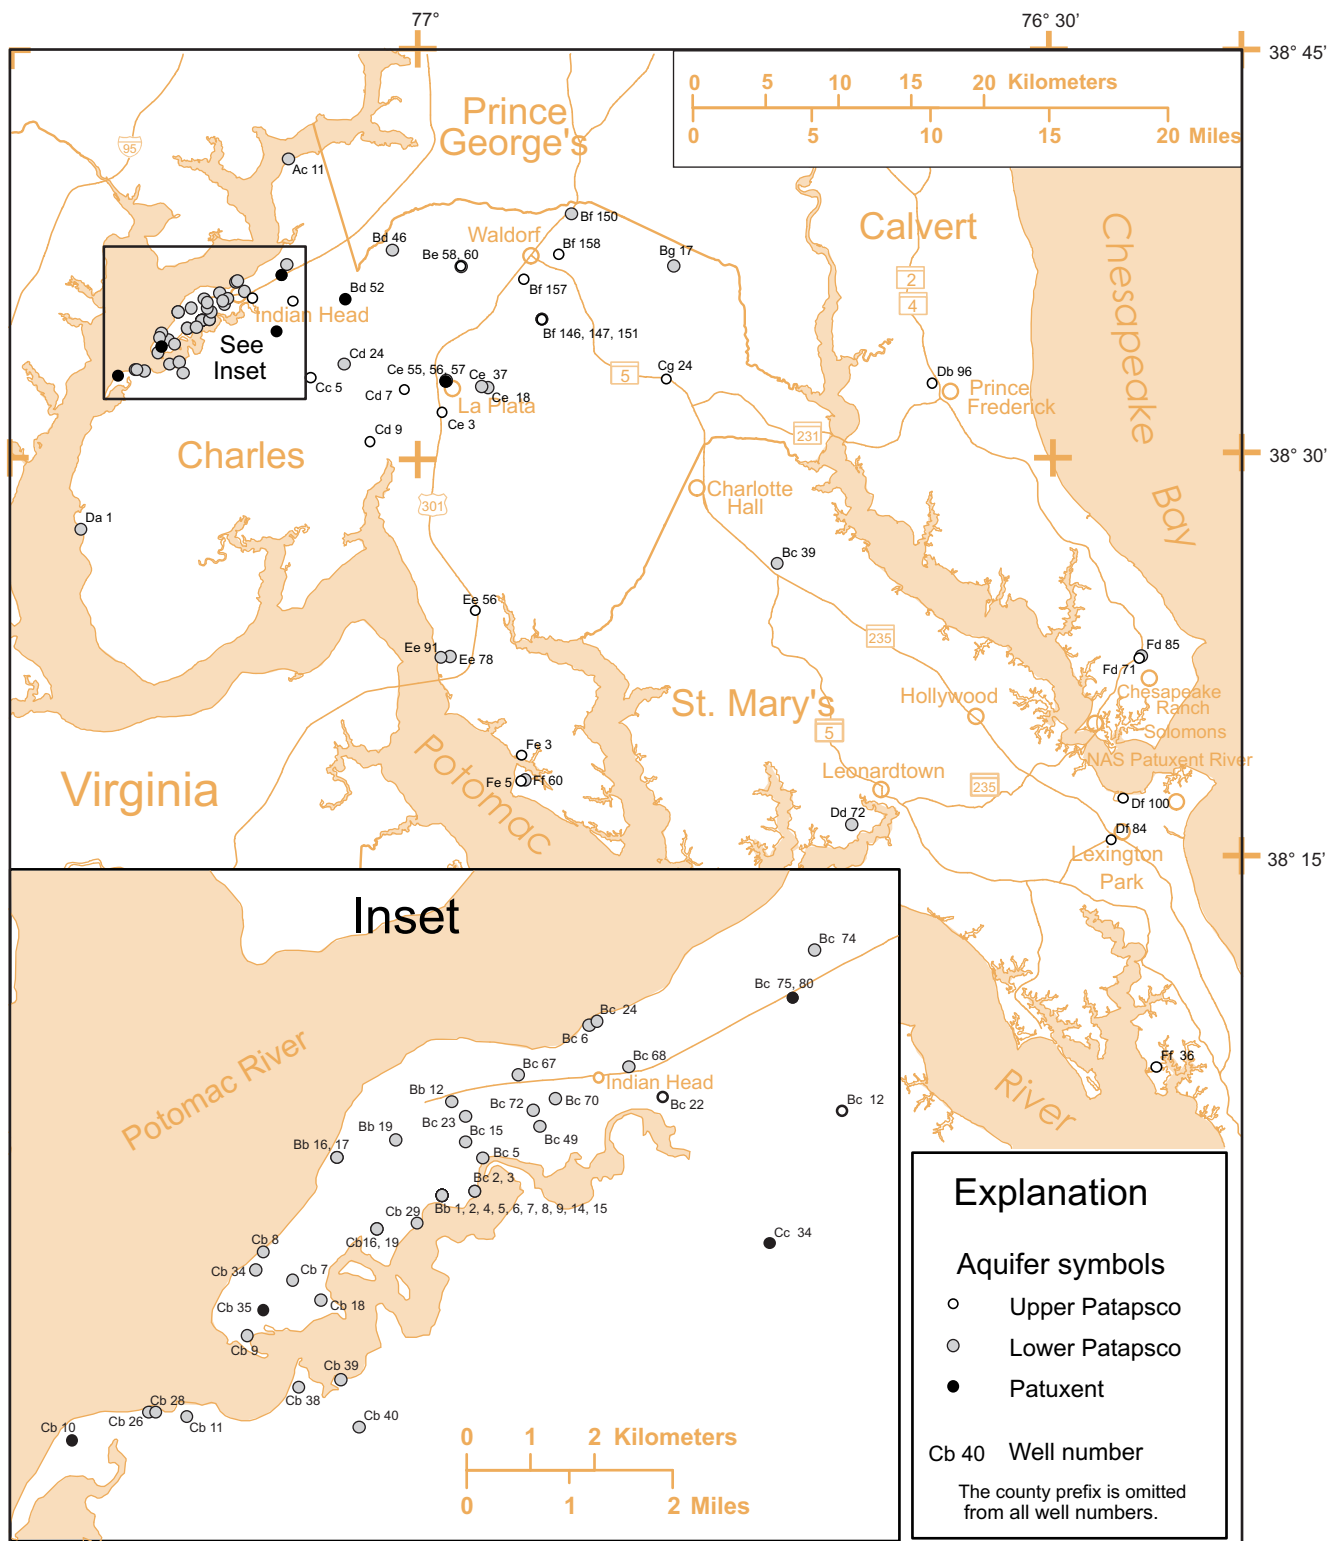 77°
76° 30'
38° 45'
0 5 10 15 20 Kilometers
0 5 10 15 20 Miles
Prince
George's
95
Ac 11
Calvert
Chesapeake
Bay
Bf 150
Waldorf
Bd 46
Be 58, 60
Bf 158
Bg 17
Bf 157
2
4
Bd 52
Indian Head
See
Inset
Bf 146, 147, 151
Cd 24
Ce 55, 56, 57
Ce 37
Ce 18
5
Cg 24
Db 96
Prince
Frederick
Cc 5
Cd 7
La Plata
Ce 3
Cd 9
231
Charles
38° 30'
301
Charlotte
Hall
Da 1
Bc 39
Ee 56
235
Ee 91
Ee 78
Fd 85
Fd 71
Chesapeake
Ranch
St. Mary's
Hollywood
Solomons
5
NAS Patuxent River
Fe 3
Potomac
Fe 5
Ff 60
Virginia
Leonardtown
235
Df 100
Dd 72
Df 84
Lexington
Park
38° 15'
River
Ff 36
Inset
Bc 74
Bc 75, 80
Bc 24
Bc 6
Potomac River
Bc 67
Bc 68
Indian Head
Bb 12
Bc 72
Bc 70
Bc 22
Bc 12
Bc 23
Bc 15
Bc 49
Bb 19
Bb 16, 17
Bc 5
Bc 2, 3
Bb 1, 2, 4, 5, 6, 7, 8, 9, 14, 15
Cb 29
Cb16, 19
Cc 34
Cb 8
Cb 34
Cb 7
Cb 35
Cb 18
Cb 9
Cb 39
Cb 38
Cb 28
Cb 26
Cb 11
Cb 40
Cb 10
0 1 2 Kilometers
0 1 2 Miles
Explanation
Aquifer symbols
Upper Patapsco
Lower Patapsco
Patuxent
Cb 40 Well number
The county prefix is omitted
from all well numbers.